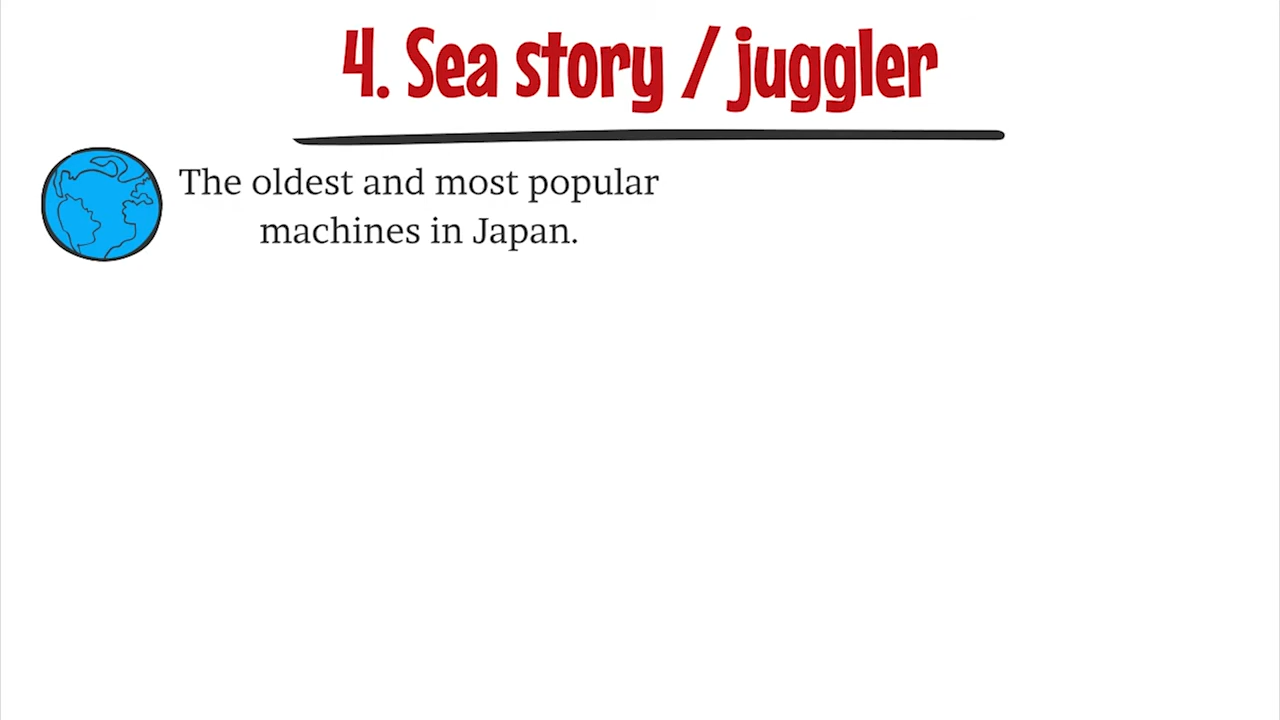 4. Sea story / juggler
The oldest and most popular
machines in Japan.